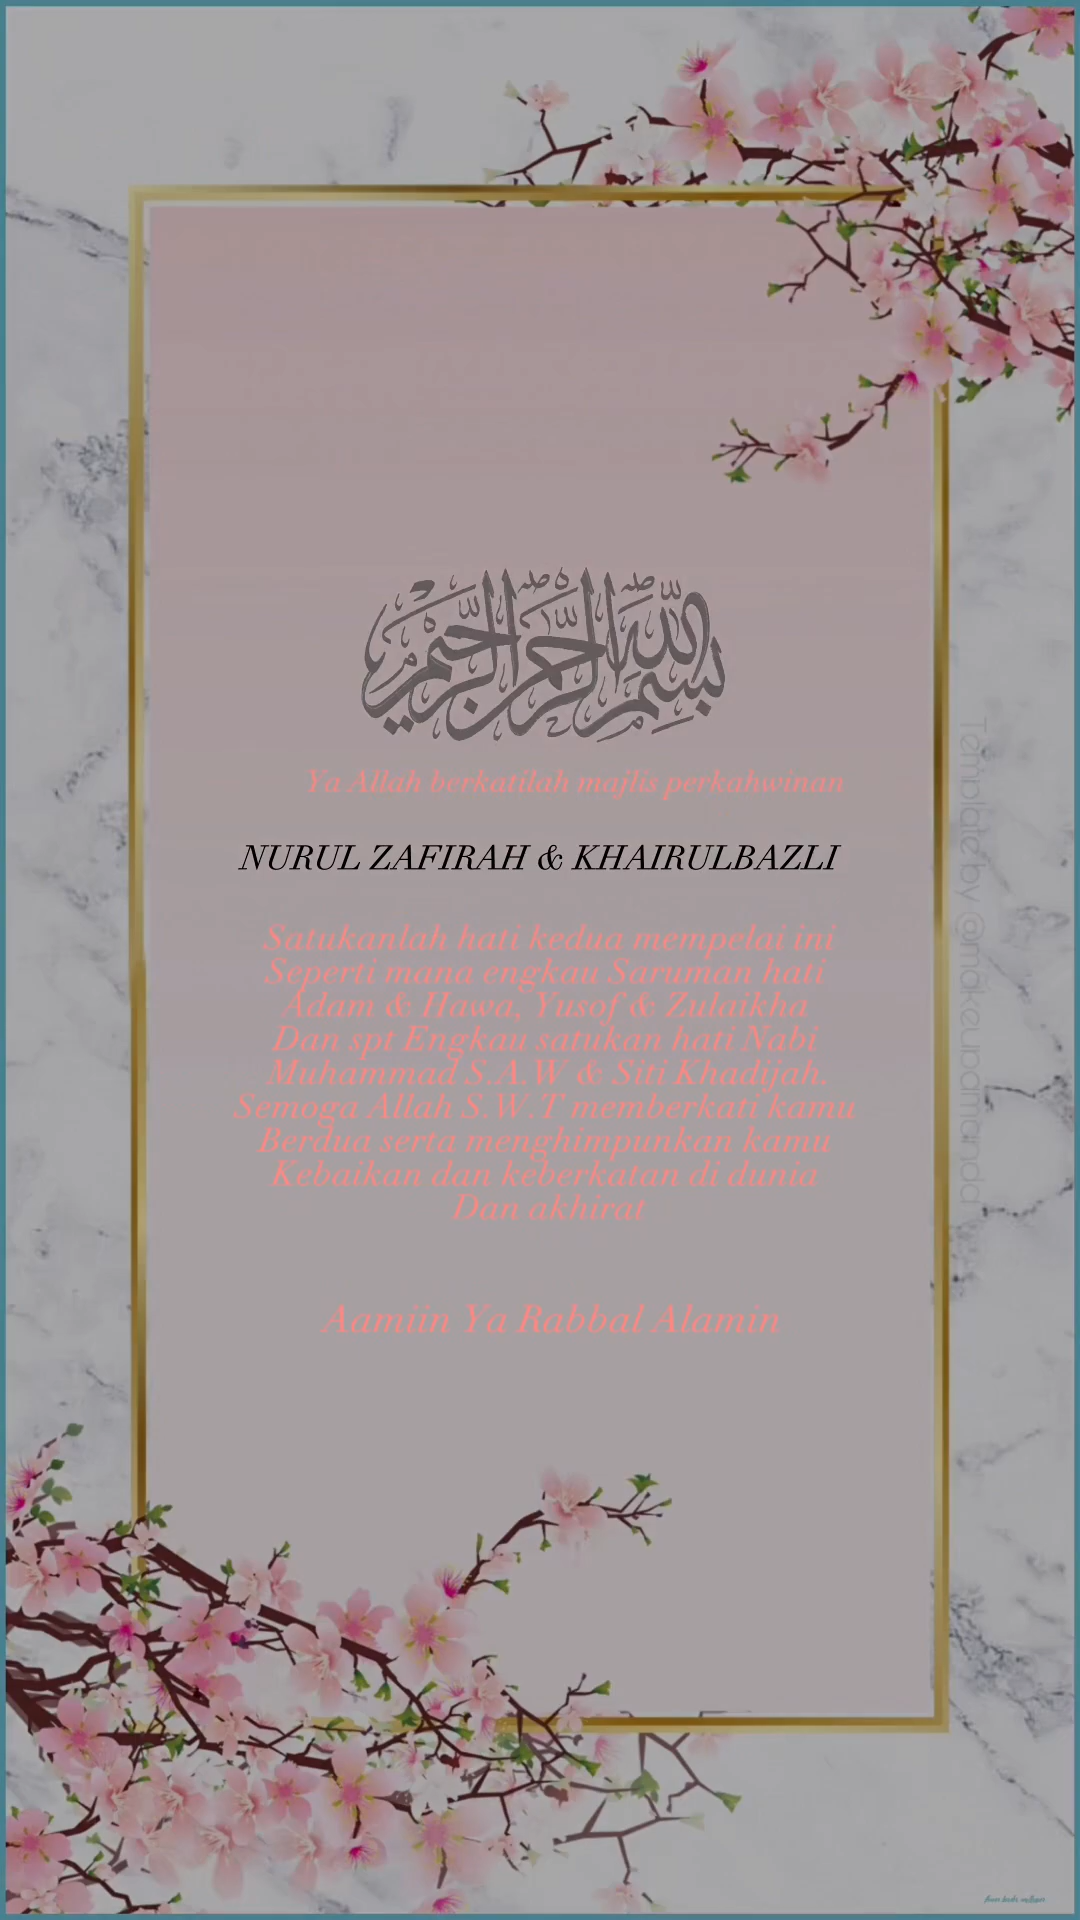 بسم الله الرحمن الرحيم
Ya Allah berkatilah majlis perkahwinan
NURUL ZAFIRAH & KHAIRULBAZLI
Satukanlah hati kedua mempelai ini
Seperti mana engkau Saruman hati
Adam & Hawa, Yusof & Zulaikha
Dan spt Engkau satukan hati Nabi
Muhammad S.A.W & Siti Khadijah.
Semoga Allah S.W.T memberkati kamu
Berdua serta menghimpunkan kamu
Kebaikan dan keberkatan di dunia
Dan akhirat
Aamiin Ya Rabbal Alamin
Template by @makeupamanda